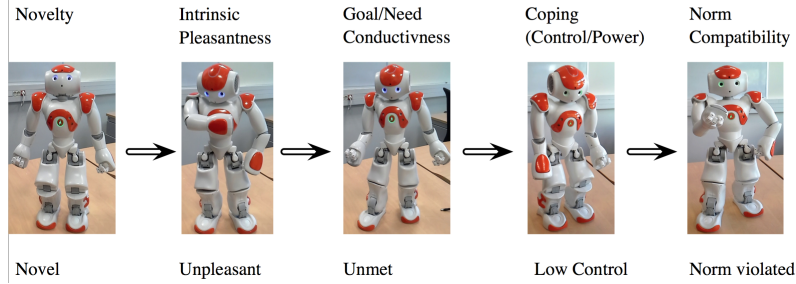 Novelty
Intrinsic
Pleasantness
Goal/Need
Conductivness
Coping
(Control/Power)
Norm
Compatibility
Novel
Unpleasant
Unmet
Low Control
Norm violated